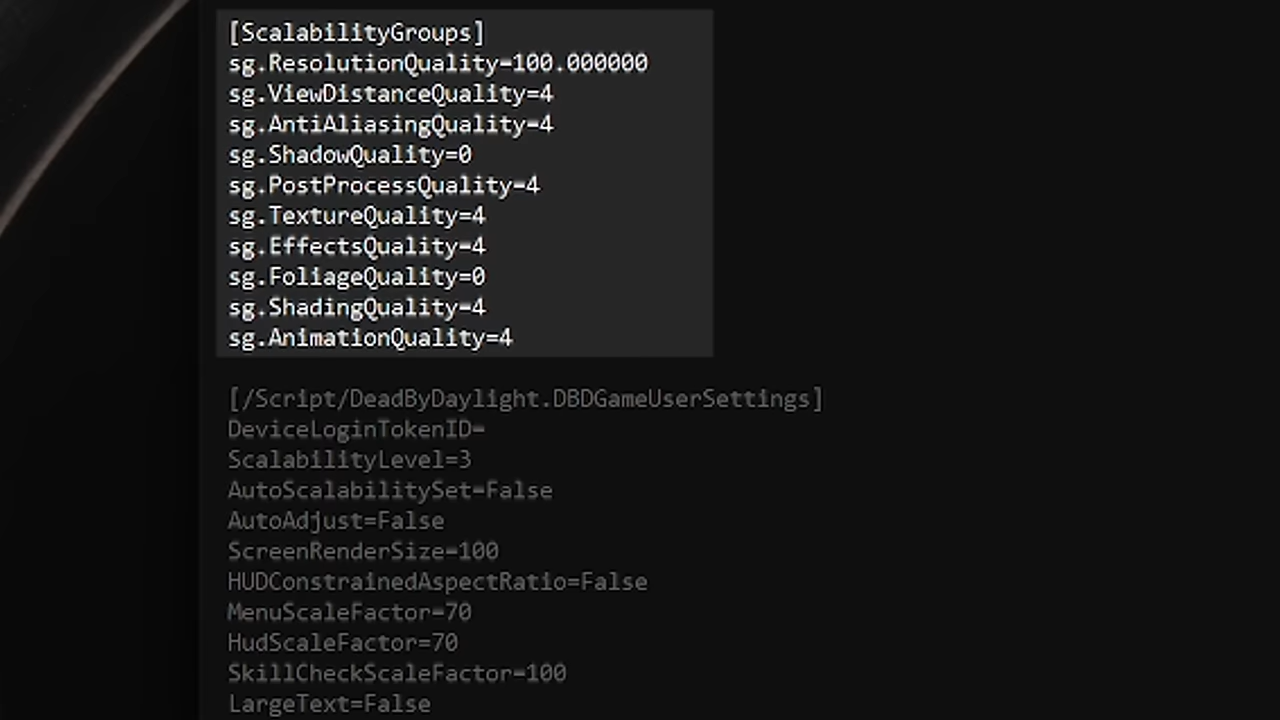 [ScalabilityGroups]
sg.ResolutionQuality=100.000000
sg.ViewDistanceQuality=4
sg.AntiAliasingQuality=4
sg.ShadowQuality=0
sg.PostProcessQuality=4
sg.TextureQuality=4
sg.EffectsQuality=4
sg.FoliageQuality=0
sg.ShadingQuality=4
sg.AnimationQuality=4
[/Script/DeadByDaylight.DBDGameUserSettings]
DeviceLoginTokenID=
ScalabilityLevel=3
AutoScalabilitySet=False
AutoAdjust=False
ScreenRenderSize=100
HUDConstrainedAspectRatio=False
MenuScaleFactor=70
HudScaleFactor=70
SkillCheckScaleFactor=100
LargeText=False